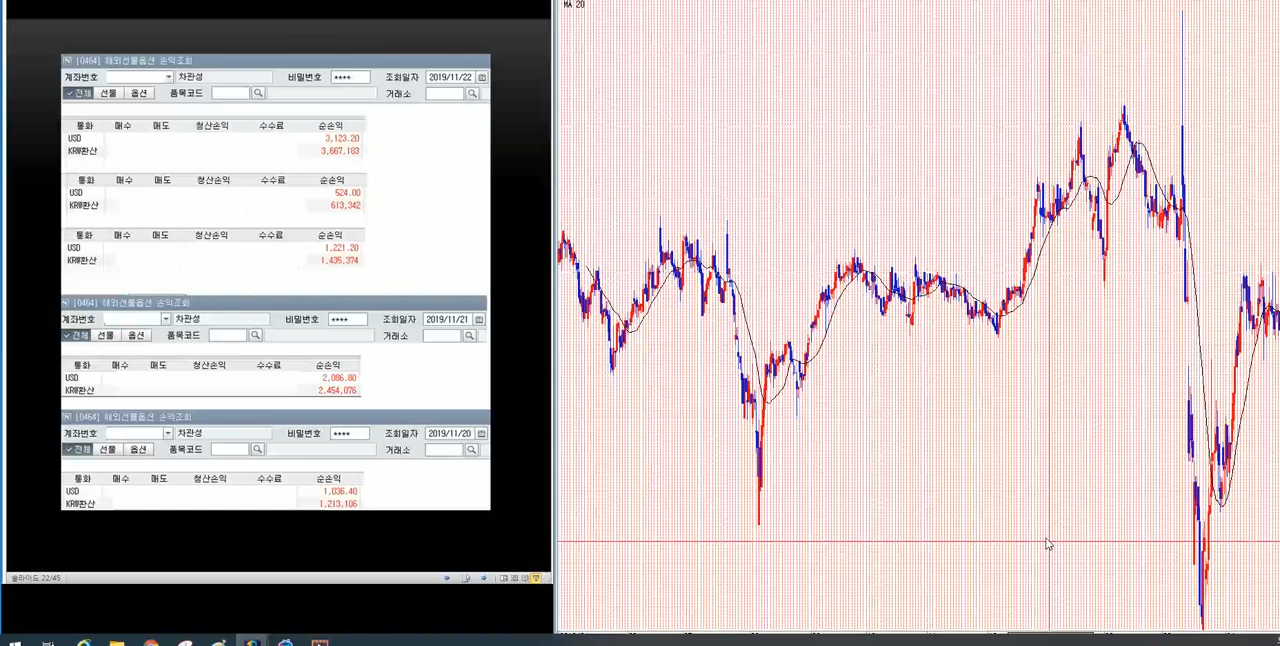 MA 20
[0464] 해외선물옵션 손익조회
계좌번호 차관성 비밀번호 **** 조회일자 2019/11/22
✓전체 선물 옵션 품목코드 거래소
통화 매수 매도 청산손익 수수료 순손익
USD 3,123.20
KRW환산 3,667,183
통화 매수 매도 청산손익 수수료 순손익
USD 524.00
KRW환산 613,342
통화 매수 매도 청산손익 수수료 순손익
USD 1,221.20
KRW환산 1,435,374
[0464] 해외선물옵션 손익조회
계좌번호 차관성 비밀번호 **** 조회일자 2019/11/21
✓전체 선물 옵션 품목코드 거래소
통화 매수 매도 청산손익 수수료 순손익
USD 2,086.80
KRW환산 2,454,076
[0464] 해외선물옵션 손익조회
계좌번호 차관성 비밀번호 **** 조회일자 2019/11/20
✓전체 선물 옵션 품목코드 거래소
통화 매수 매도 청산손익 수수료 순손익
USD 1,036.40
KRW환산 1,213,106
슬라이드 22/45